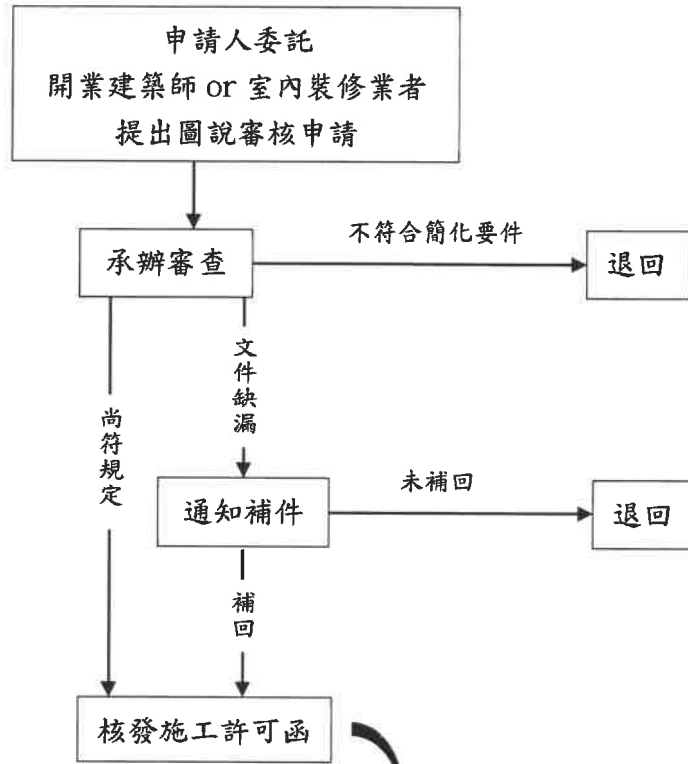 申請人委託
開業建築師 or 室內裝修業者
提出圖說審核申請
承辦審查
不符合簡化要件
退回
文件缺漏
尚符規定
通知補件
未補回
退回
補回
核發施工許可函